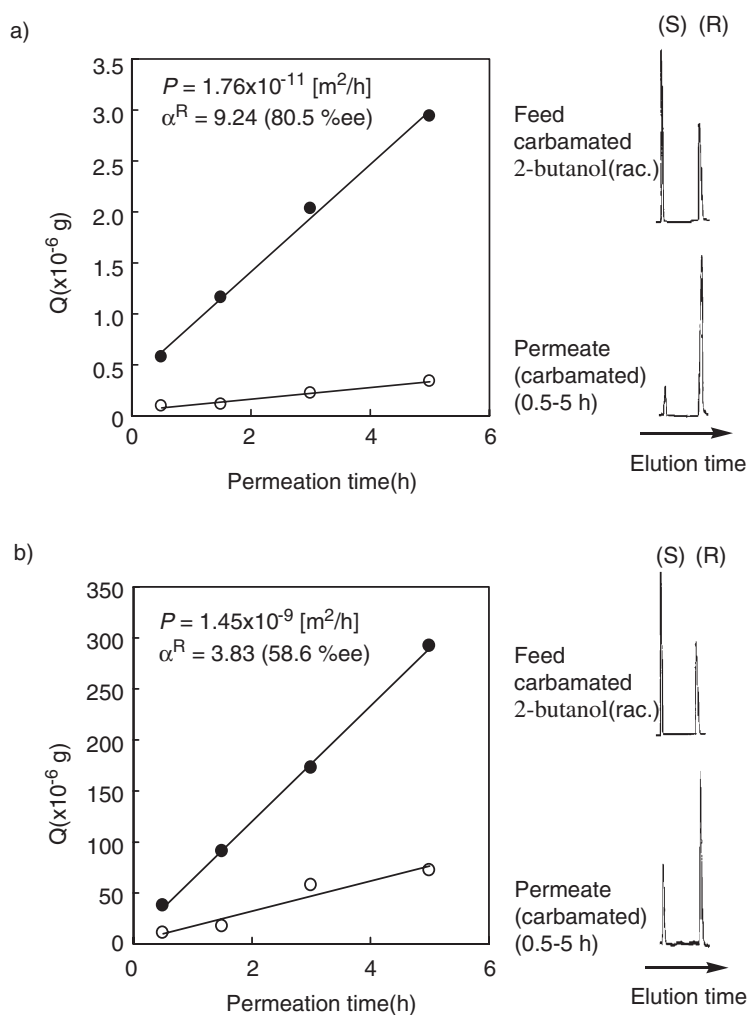 a)
3.5
3.0
2.0
1.5
1.0
0.5
0
Q(x10⁻⁶ g)
P = 1.76x10⁻¹¹ [m²/h]
αᴿ = 9.24 (80.5 %ee)
0 2 4 6
Permeation time(h)
(S) (R)
Feed
carbamated
2-butanol(rac.)
Permeate
(carbamated)
(0.5-5 h)
Elution time
b)
350
300
250
200
150
100
50
0
Q(x10⁻⁶ g)
P = 1.45x10⁻⁹ [m²/h]
αᴿ = 3.83 (58.6 %ee)
0 2 4 6
Permeation time(h)
(S) (R)
Feed
carbamated
2-butanol(rac.)
Permeate
(carbamated)
(0.5-5 h)
Elution time